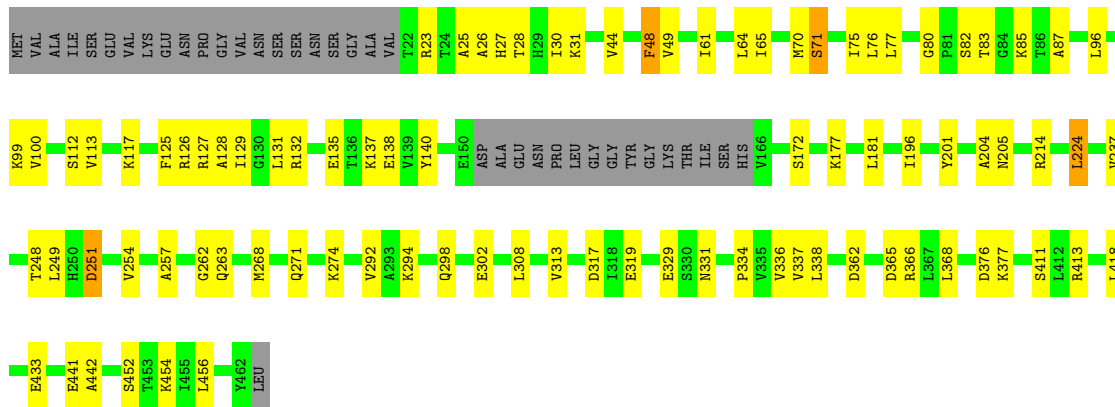 MET VAL ALA ILE SER GLU VAL LYS GLU ASN PRO GLY VAL ASN SER SER ASN SER GLY ALA VAL T22 R23 T24 A25 A26 H27 T28 H29 I30 K31 V44 F48 V49 I61 L64 I65 M70 S71 I75 L76 L77 G80 P81 S82 T83 G84 K85 T86 A87 L96
K99 V100 S112 V113 K117 F125 R126 R127 A128 I129 G130 L131 R132 E135 T136 K137 E138 V139 Y140 E150 ASP ALA GLU ASN PRO LEU GLY GLY TYR GLY LYS THR ILE SER HIS V166 S172 K177 L181 I196 Y201 A204 N205 R214 L224
T248 L249 H250 D251 V254 A257 G262 Q263 M268 Q271 K274 V292 A293 K294 Q298 E302 L308 V313 D317 I318 E319 E329 S330 N331 P334 V335 V336 V337 L338 D362 D365 R366 L367 L368 D376 K377 S411 L412 R413 L418
E433 E441 A442 S452 T453 K454 I455 L456 Y462 LEU